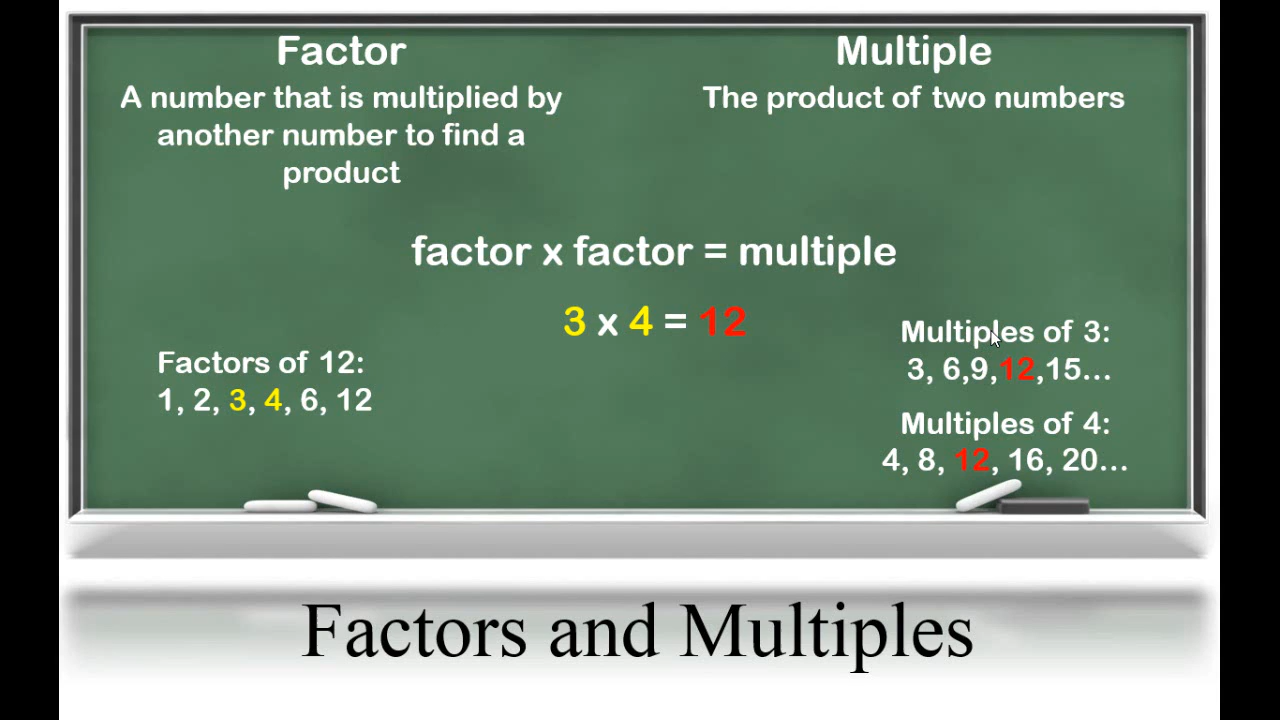 Factor
A number that is multiplied by
another number to find a
product
Multiple
The product of two numbers
factor x factor = multiple
3 x 4 = 12
Factors of 12:
1, 2, 3, 4, 6, 12
Multiples of 3:
3, 6,9,12,15...
Multiples of 4:
4, 8, 12, 16, 20...
Factors and Multiples